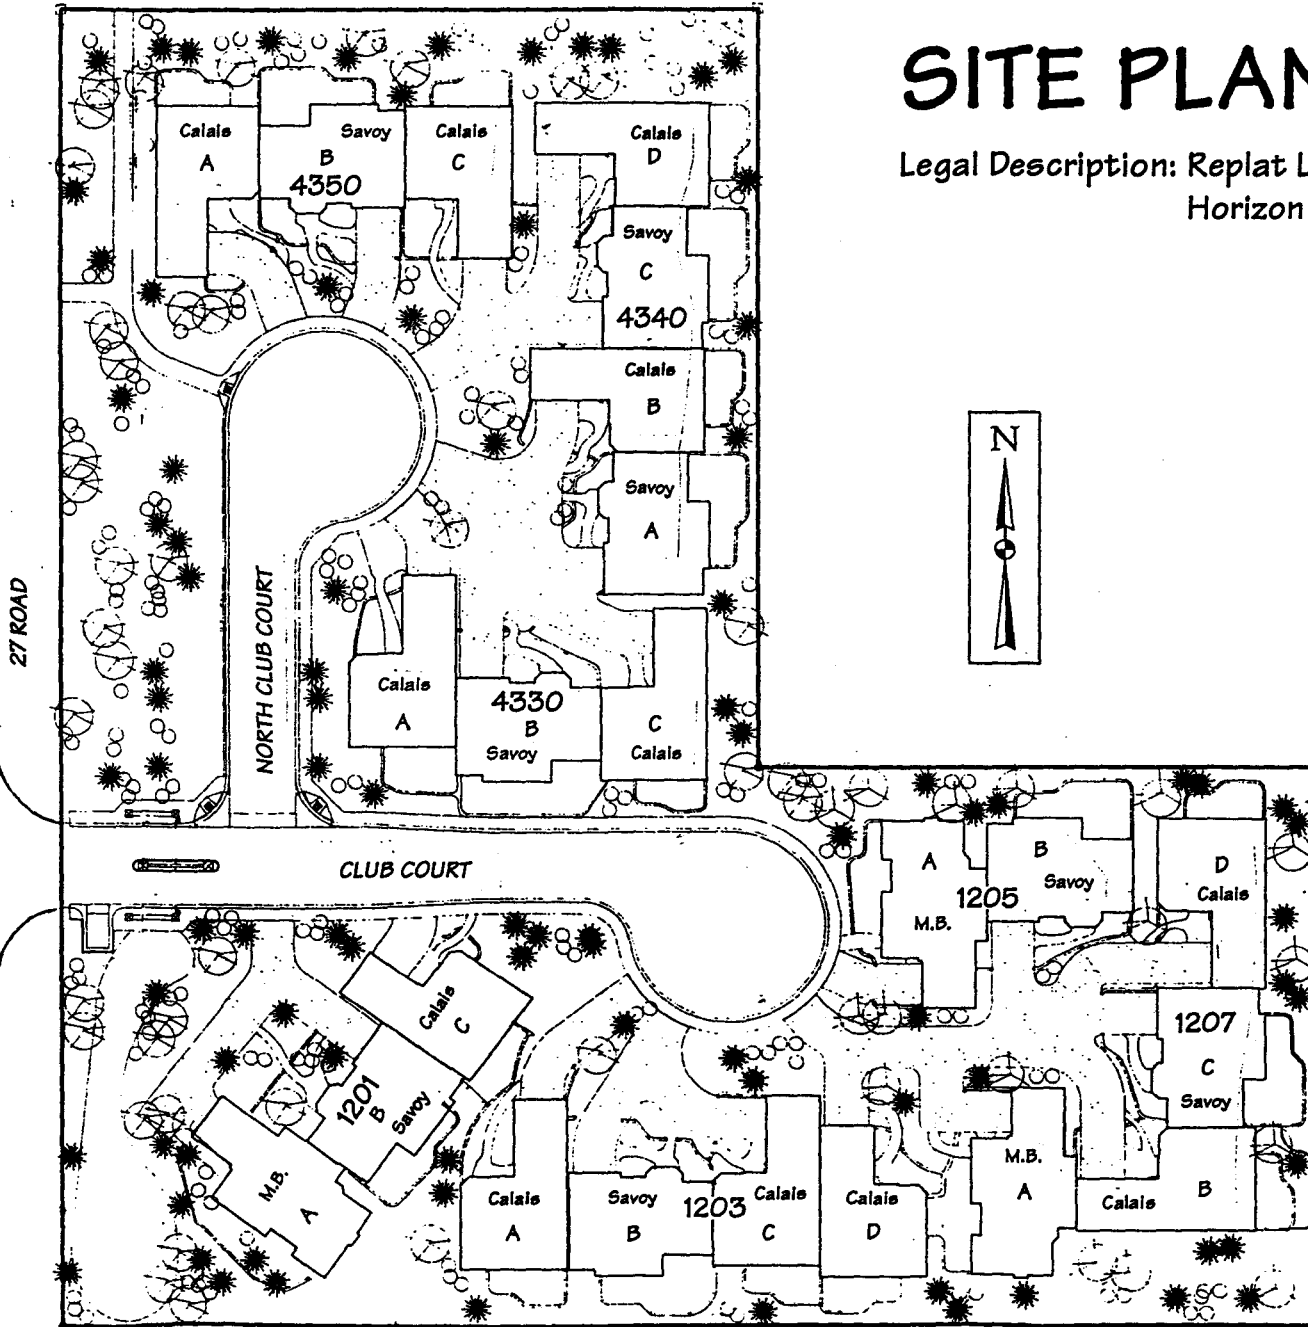 SITE PLAN
Legal Description: Replat L
Horizon
N
27 ROAD
NORTH CLUB COURT
CLUB COURT
Calais
A
Savoy
B
4350
Calais
C
Calais
D
Savoy
C
4340
Calais
B
Savoy
A
Calais
A
4330
B
Savoy
C
Calais
A
1205
M.B.
B
Savoy
D
Calais
1207
C
Savoy
Calais
B
M.B.
A
Calais
C
1201
B
Savoy
M.B.
A
Calais
A
Savoy
B
1203
Calais
C
Calais
D